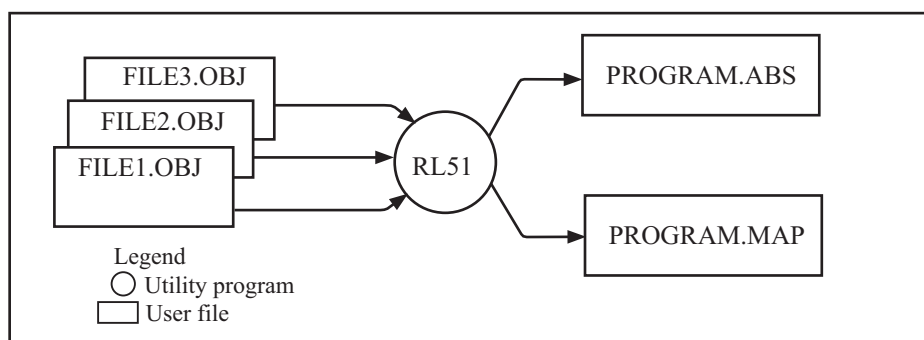 FILE3.OBJ
FILE2.OBJ
FILE1.OBJ
RL51
PROGRAM.ABS
PROGRAM.MAP
Legend
Utility program
User file